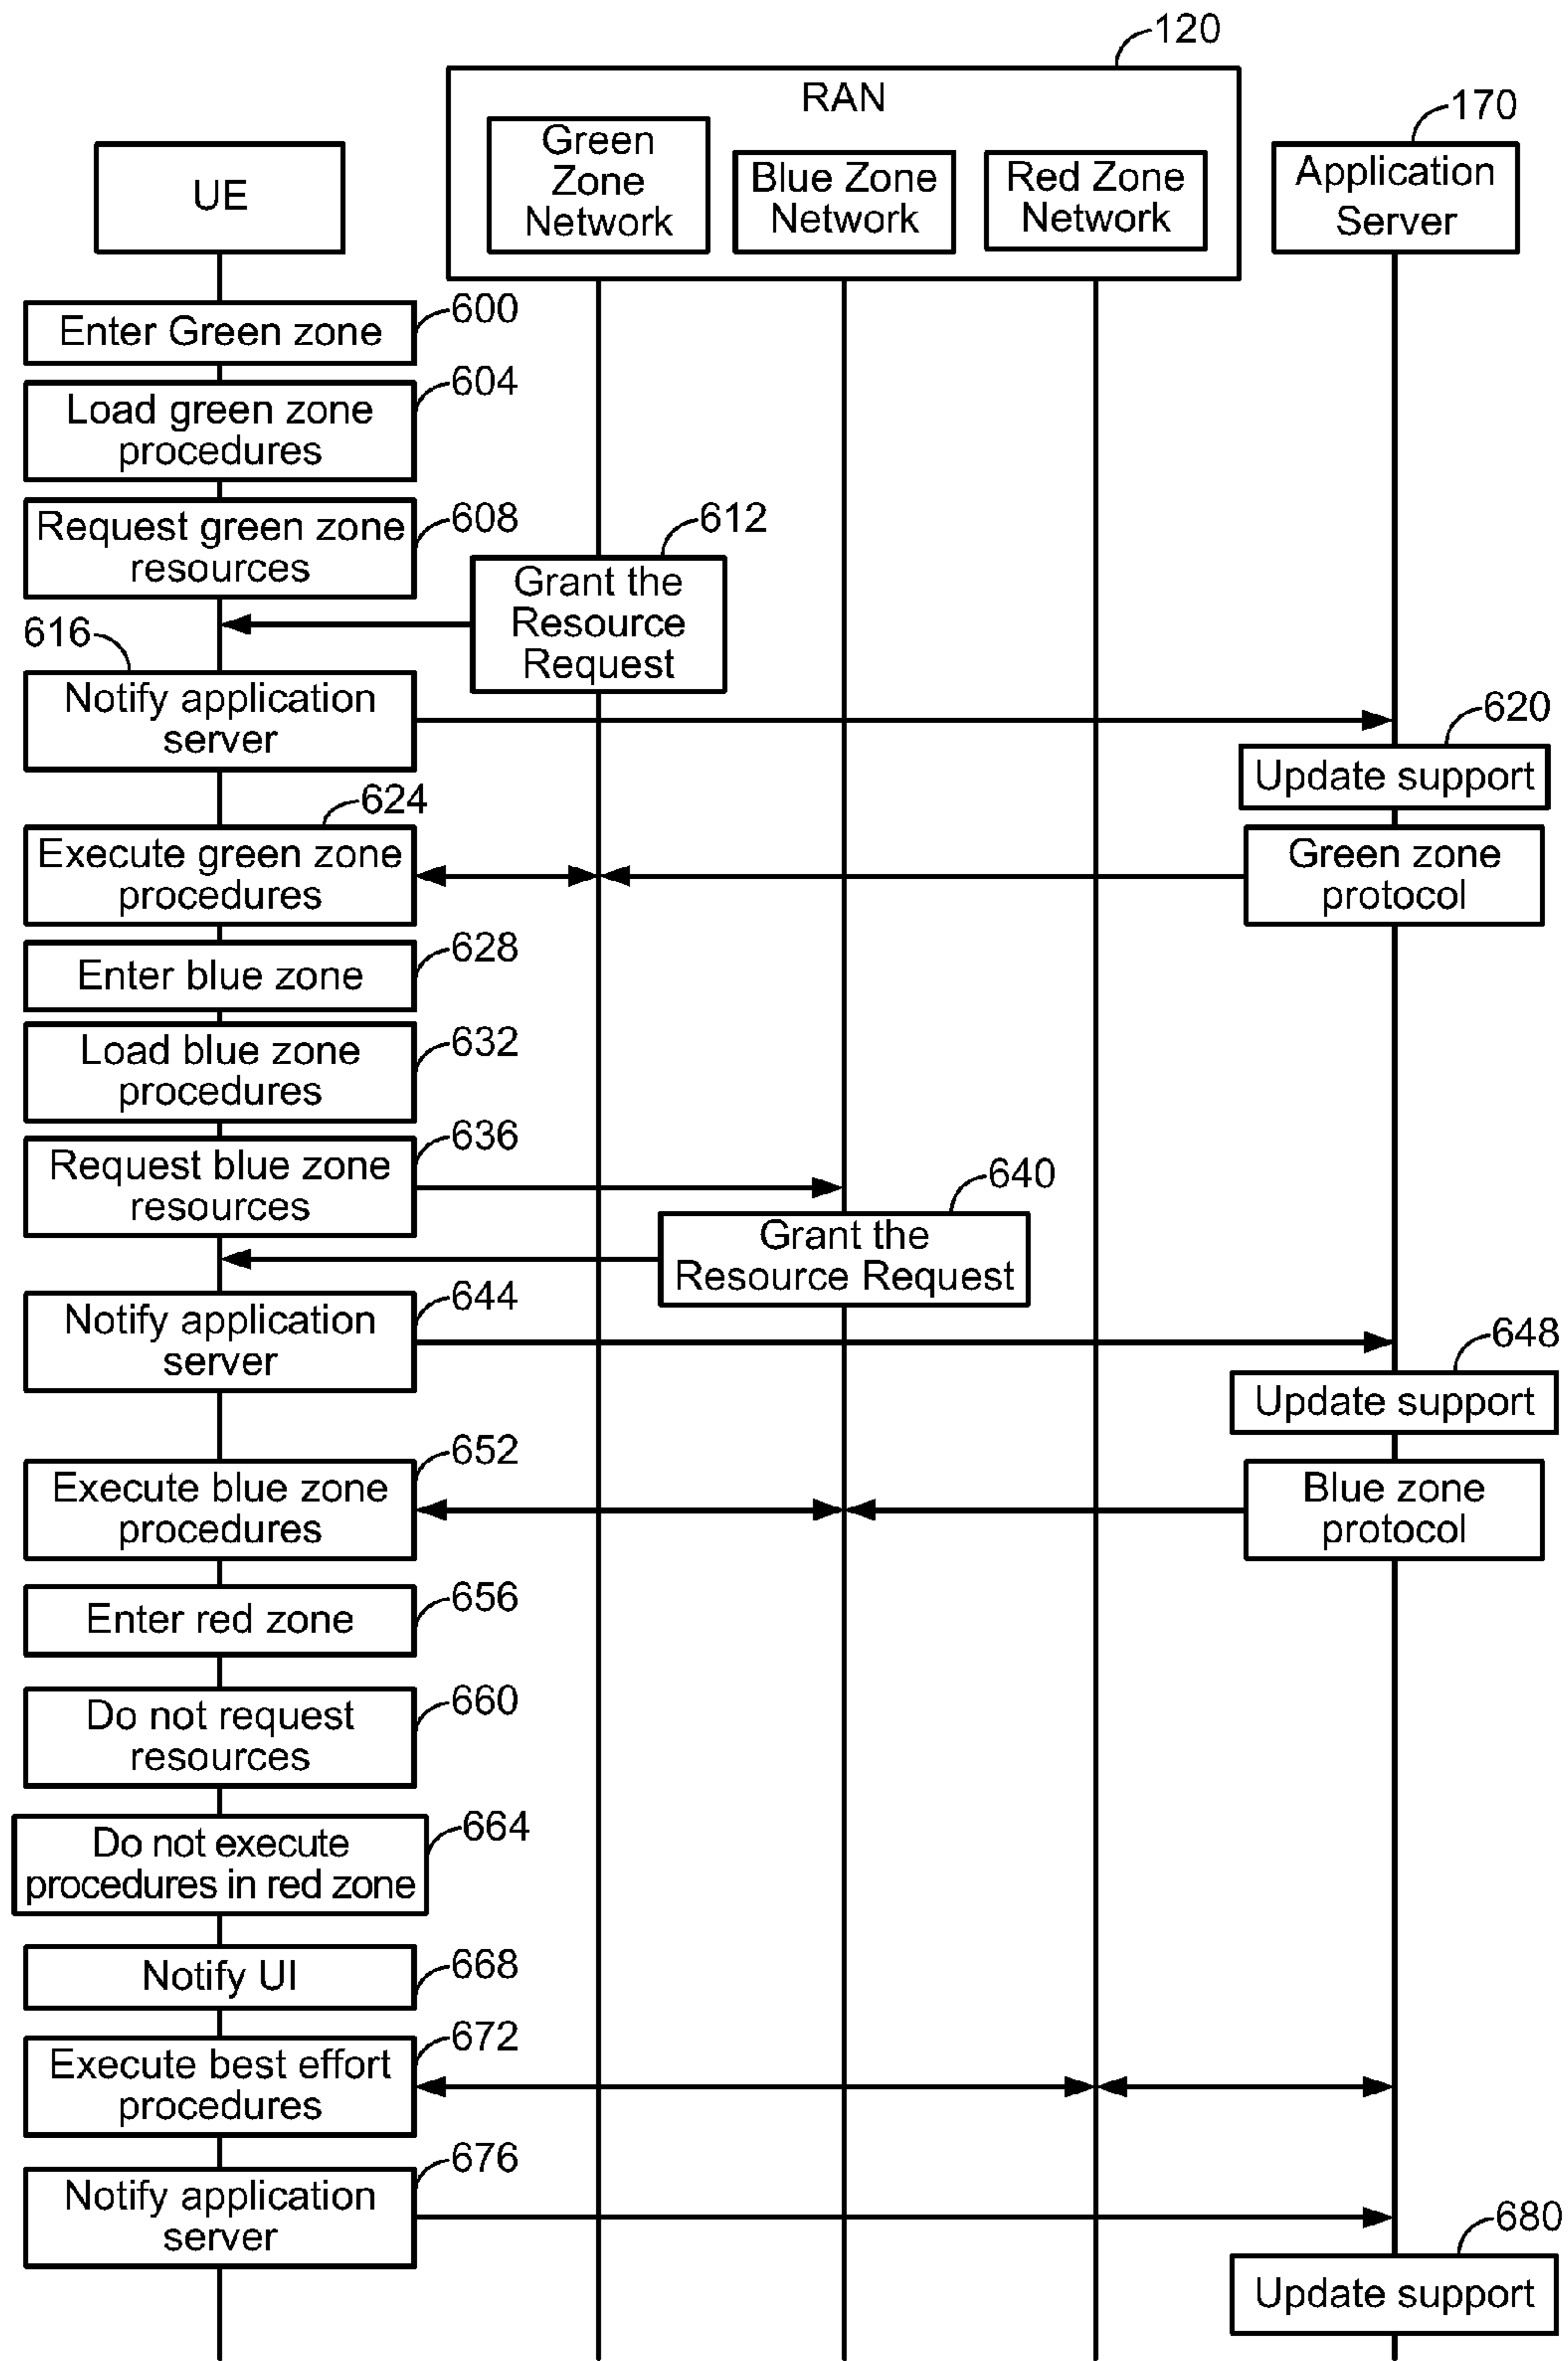 120
RAN
170
UE
Green
Zone
Network
Blue Zone
Network
Red Zone
Network
Application
Server
Enter Green zone
600
Load green zone
procedures
604
Request green zone
resources
608
612
Grant the
Resource
Request
616
Notify application
server
620
Update support
624
Execute green zone
procedures
Green zone
protocol
Enter blue zone
628
Load blue zone
procedures
632
Request blue zone
resources
636
640
Grant the
Resource Request
Notify application
server
644
648
Update support
Execute blue zone
procedures
652
Blue zone
protocol
Enter red zone
656
Do not request
resources
660
Do not execute
procedures in red zone
664
Notify UI
668
Execute best effort
procedures
672
Notify application
server
676
680
Update support